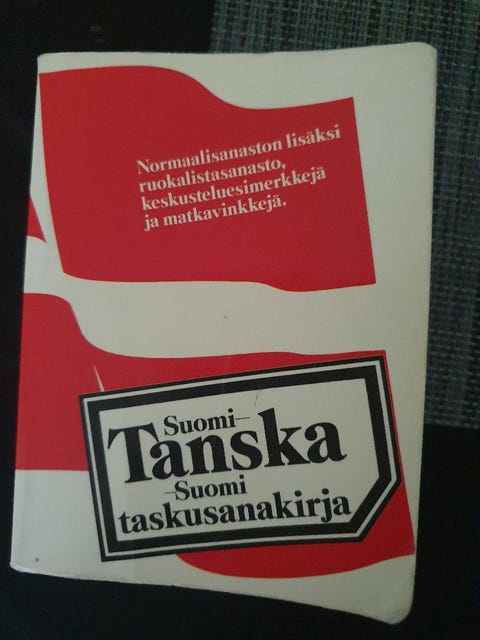 Normaalisanaston lisäksi
ruokalistasanasto,
keskusteluesimerkkejä
ja matkavinkkejä.
Suomi–
Tanska
–Suomi
taskusanakirja